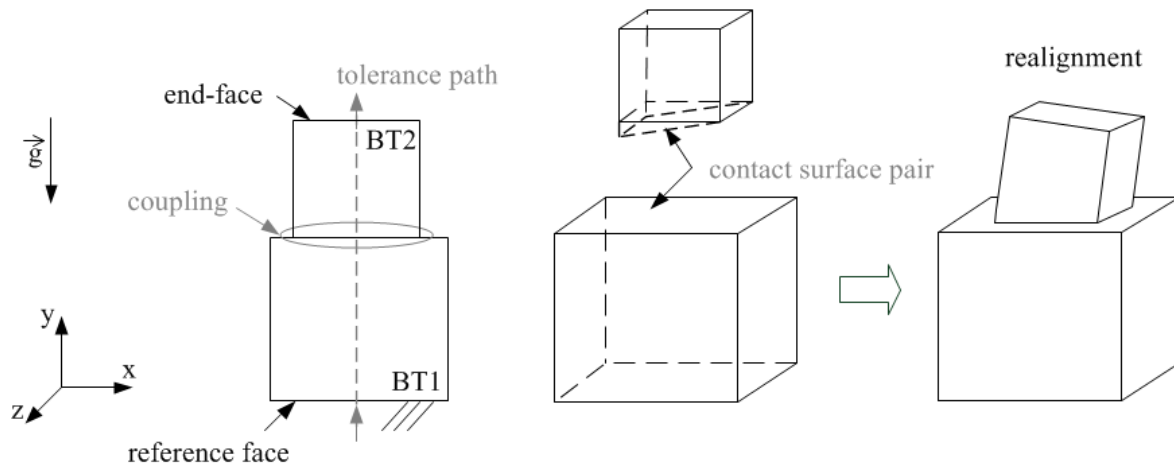 tolerance path
end-face
BT2
g
coupling
y
x
z
BT1
reference face
contact surface pair
realignment